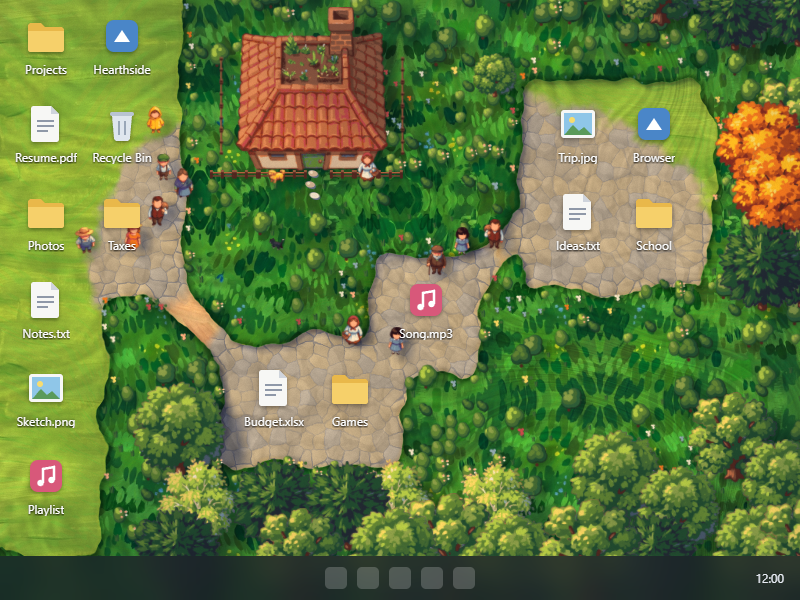 Projects
Hearthside
Resume.pdf
Recycle Bin
Trip.jpg
Browser
Photos
Taxes
Ideas.txt
School
Notes.txt
Song.mp3
Sketch.png
Budget.xlsx
Games
Playlist
12:00